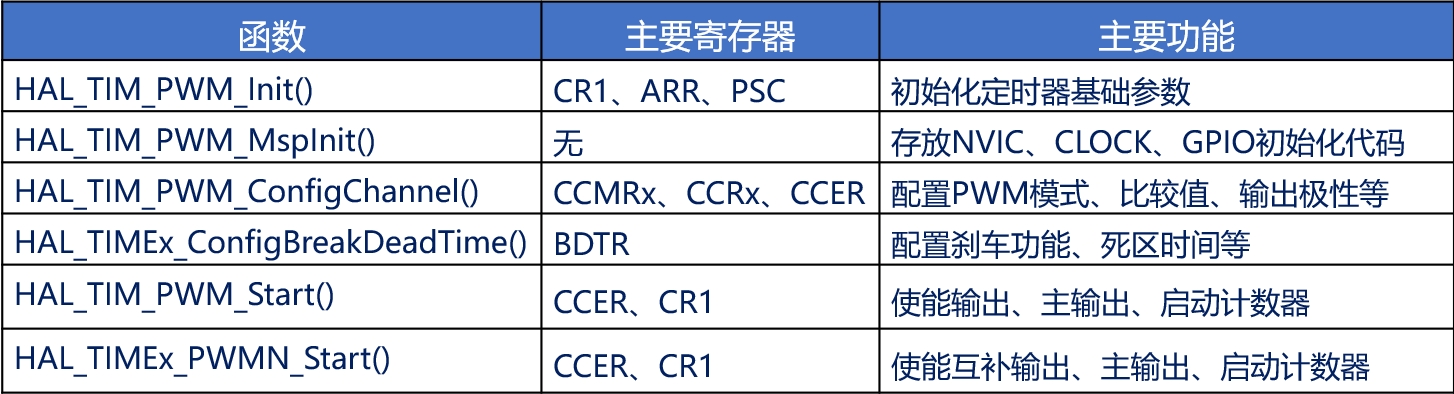 函数 主要寄存器 主要功能
HAL_TIM_PWM_Init() CR1、ARR、PSC 初始化定时器基础参数
HAL_TIM_PWM_MspInit() 无 存放NVIC、CLOCK、GPIO初始化代码
HAL_TIM_PWM_ConfigChannel() CCMRx、CCRx、CCER 配置PWM模式、比较值、输出极性等
HAL_TIMEx_ConfigBreakDeadTime() BDTR 配置刹车功能、死区时间等
HAL_TIM_PWM_Start() CCER、CR1 使能输出、主输出、启动计数器
HAL_TIMEx_PWMN_Start() CCER、CR1 使能互补输出、主输出、启动计数器